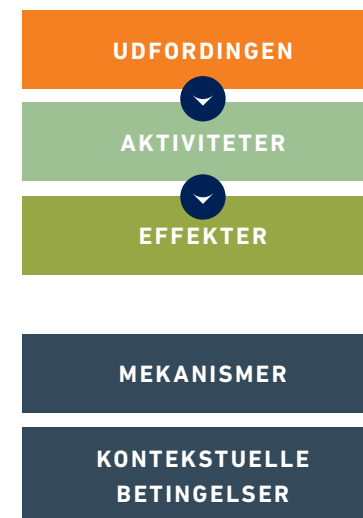 UDFORDINGEN
AKTIVITETER
EFFEKTER
MEKANISMER
KONTEKSTUELLE
BETINGELSER